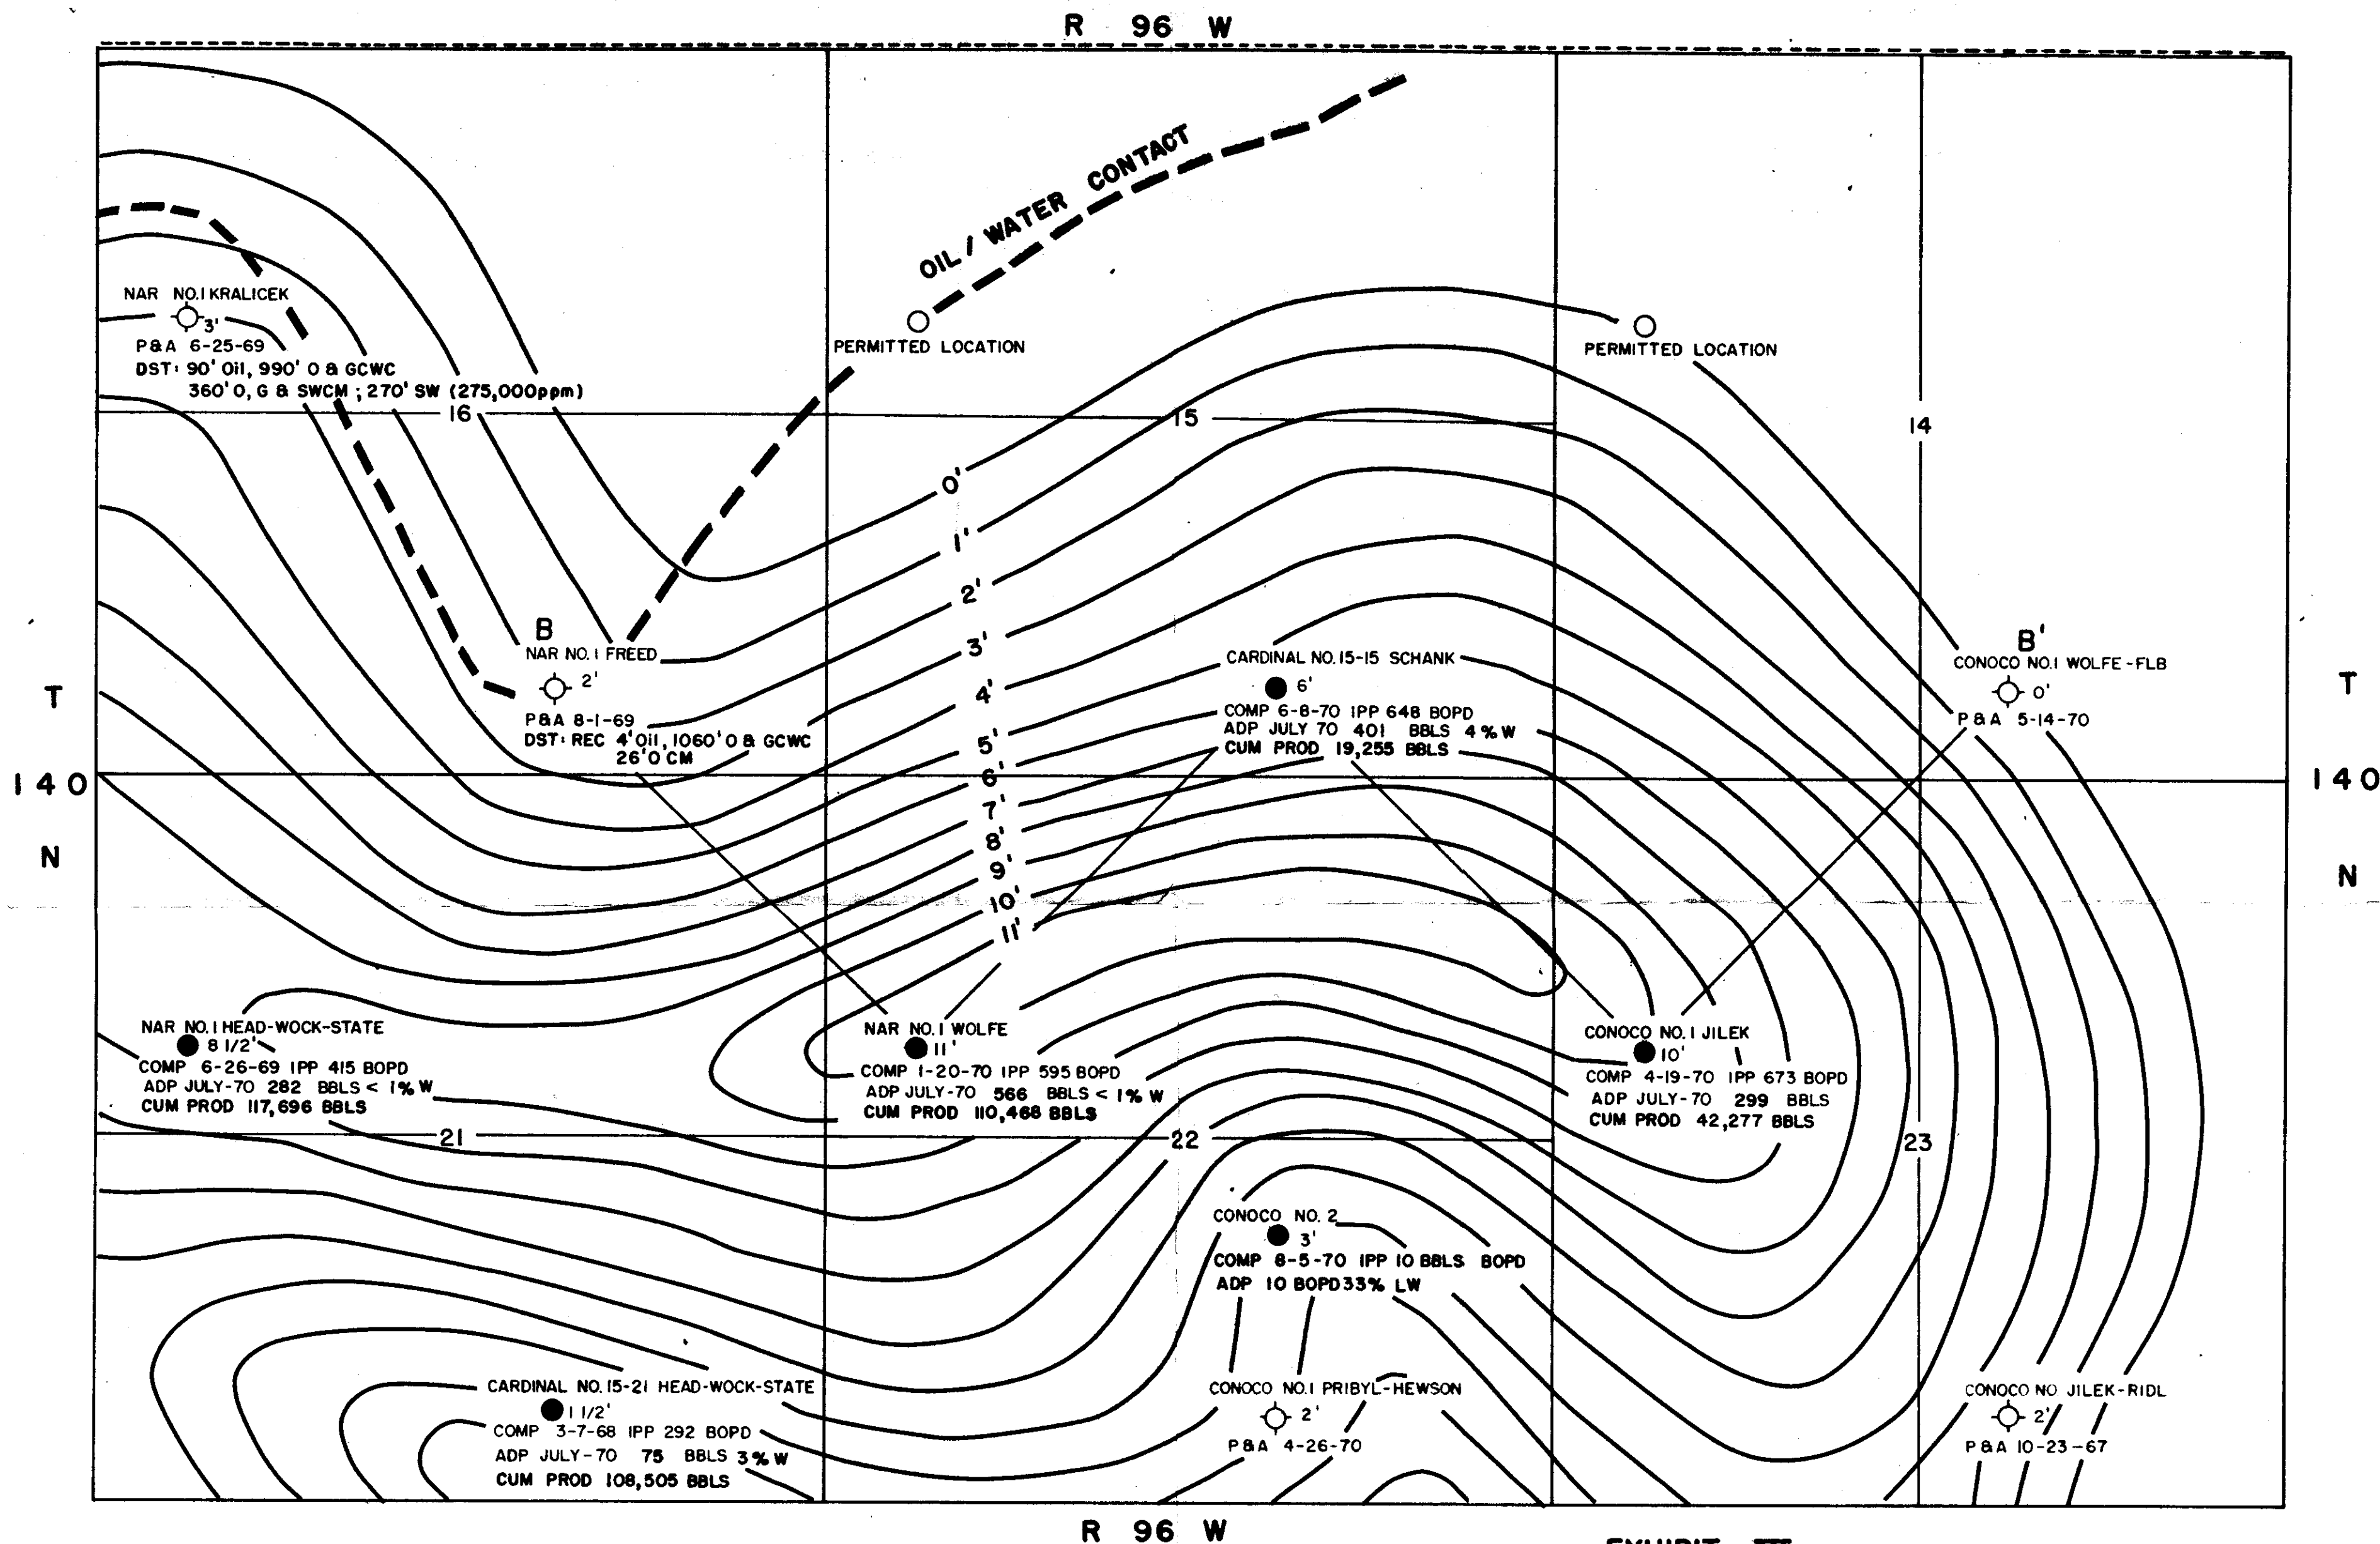 R 96 W
OIL / WATER CONTACT
NAR NO. 1 KRALICEK
3'
P&A 6-25-69
DST: 90' Oil, 990' O & GCWC
360' O, G & SWCM ; 270' SW (275,000ppm)
PERMITTED LOCATION
PERMITTED LOCATION
16
15
14
0'
1'
2'
3'
4'
5'
6'
7'
8'
9'
10'
11'
B
NAR NO. 1 FREED
2'
P&A 8-1-69
DST: REC 4' Oil, 1060' O & GCWC
26' O CM
CARDINAL NO. 15-15 SCHANK
6'
COMP 6-8-70 IPP 648 BOPD
ADP JULY 70 401 BBLS 4% W
CUM PROD 19,255 BBLS
B'
CONOCO NO. 1 WOLFE-FLB
0'
P&A 5-14-70
T
140
N
T
140
N
NAR NO. 1 HEAD-WOCK-STATE
8 1/2'
COMP 6-26-69 IPP 415 BOPD
ADP JULY-70 282 BBLS < 1% W
CUM PROD 117,696 BBLS
NAR NO. 1 WOLFE
11'
COMP 1-20-70 IPP 595 BOPD
ADP JULY-70 566 BBLS < 1% W
CUM PROD 110,468 BBLS
CONOCO NO. 1 JILEK
10'
COMP 4-19-70 IPP 673 BOPD
ADP JULY-70 299 BBLS
CUM PROD 42,277 BBLS
21
22
23
CONOCO NO. 2
3'
COMP 8-5-70 IPP 10 BBLS BOPD
ADP 10 BOPD 33% LW
CARDINAL NO. 15-21 HEAD-WOCK-STATE
1 1/2'
COMP 3-7-68 IPP 292 BOPD
ADP JULY-70 75 BBLS 3% W
CUM PROD 108,505 BBLS
CONOCO NO. 1 PRIBYL-HEWSON
2'
P&A 4-26-70
CONOCO NO JILEK-RIDL
2'
P&A 10-23-67
R 96 W
EXHIBIT III